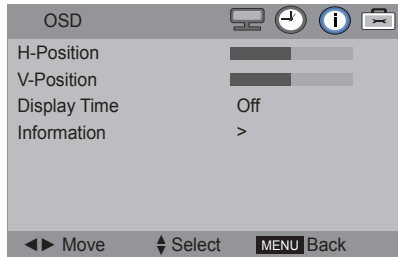 OSD
H-Position
V-Position
Display Time Off
Information >
Move Select MENU Back